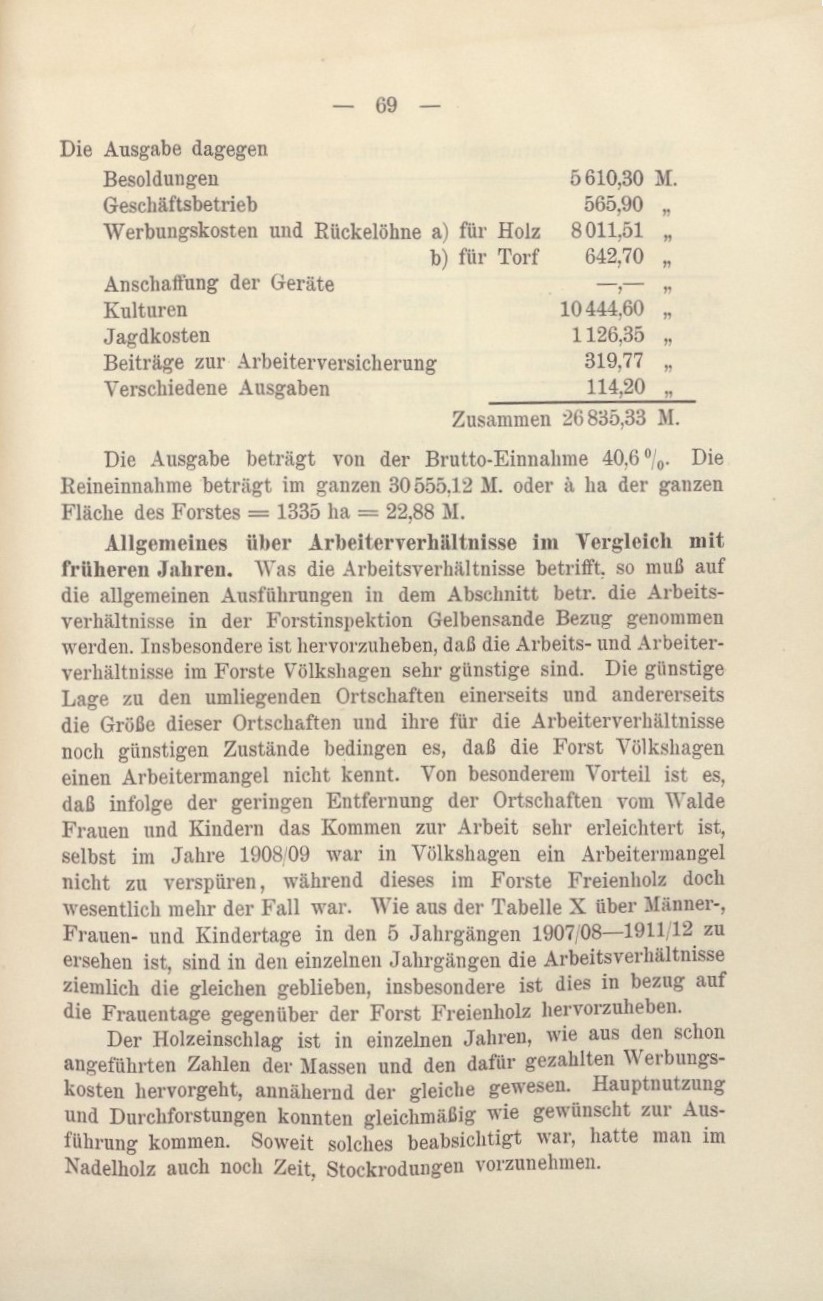 — 69 —
Die Ausgabe dagegen
Besoldungen 5 610,30 M.
Geschäftsbetrieb 565,90 „
Werbungskosten und Rückelöhne a) für Holz 8 011,51 „
b) für Torf 642,70 „
Anschaffung der Geräte —,— „
Kulturen 10 444,60 „
Jagdkosten 1 126,35 „
Beiträge zur Arbeiterversicherung 319,77 „
Verschiedene Ausgaben 114,20 „
Zusammen 26 835,33 M.
Die Ausgabe beträgt von der Brutto-Einnahme 40,6 %. Die
Reineinnahme beträgt im ganzen 30 555,12 M. oder à ha der ganzen
Fläche des Forstes = 1335 ha = 22,88 M.
Allgemeines über Arbeiterverhältnisse im Vergleich mit
früheren Jahren. Was die Arbeitsverhältnisse betrifft, so muß auf
die allgemeinen Ausführungen in dem Abschnitt betr. die Arbeits-
verhältnisse in der Forstinspektion Gelbensande Bezug genommen
werden. Insbesondere ist hervorzuheben, daß die Arbeits- und Arbeiter-
verhältnisse im Forste Völkshagen sehr günstige sind. Die günstige
Lage zu den umliegenden Ortschaften einerseits und andererseits
die Größe dieser Ortschaften und ihre für die Arbeiterverhältnisse
noch günstigen Zustände bedingen es, daß die Forst Völkshagen
einen Arbeitermangel nicht kennt. Von besonderem Vorteil ist es,
daß infolge der geringen Entfernung der Ortschaften vom Walde
Frauen und Kindern das Kommen zur Arbeit sehr erleichtert ist,
selbst im Jahre 1908/09 war in Völkshagen ein Arbeitermangel
nicht zu verspüren, während dieses im Forste Freienholz doch
wesentlich mehr der Fall war. Wie aus der Tabelle X über Männer-,
Frauen- und Kindertage in den 5 Jahrgängen 1907/08—1911/12 zu
ersehen ist, sind in den einzelnen Jahrgängen die Arbeitsverhältnisse
ziemlich die gleichen geblieben, insbesondere ist dies in bezug auf
die Frauentage gegenüber der Forst Freienholz hervorzuheben.
Der Holzeinschlag ist in einzelnen Jahren, wie aus den schon
angeführten Zahlen der Massen und den dafür gezahlten Werbungs-
kosten hervorgeht, annähernd der gleiche gewesen. Hauptnutzung
und Durchforstungen konnten gleichmäßig wie gewünscht zur Aus-
führung kommen. Soweit solches beabsichtigt war, hatte man im
Nadelholz auch noch Zeit, Stockrodungen vorzunehmen.